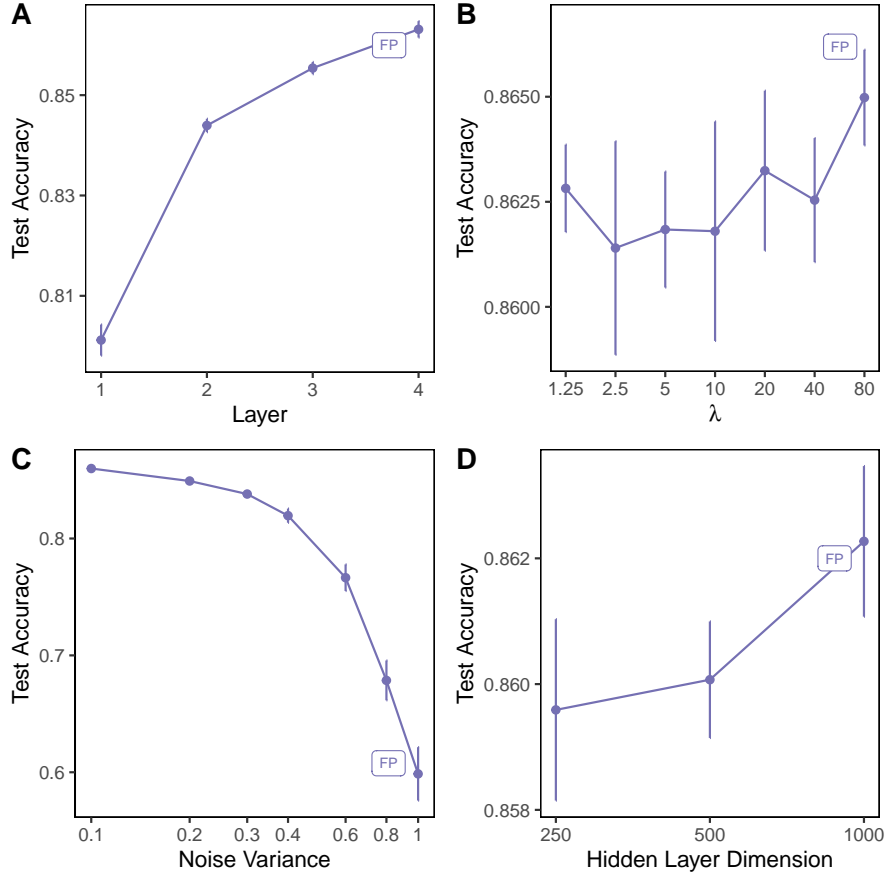 A
Test Accuracy
0.85
0.83
0.81
FP
1 2 3 4
Layer
B
Test Accuracy
0.8650
0.8625
0.8600
FP
1.25 2.5 5 10 20 40 80
λ
C
Test Accuracy
0.8
0.7
0.6
FP
0.1 0.2 0.3 0.4 0.6 0.8 1
Noise Variance
D
Test Accuracy
0.862
0.860
0.858
FP
250 500 1000
Hidden Layer Dimension